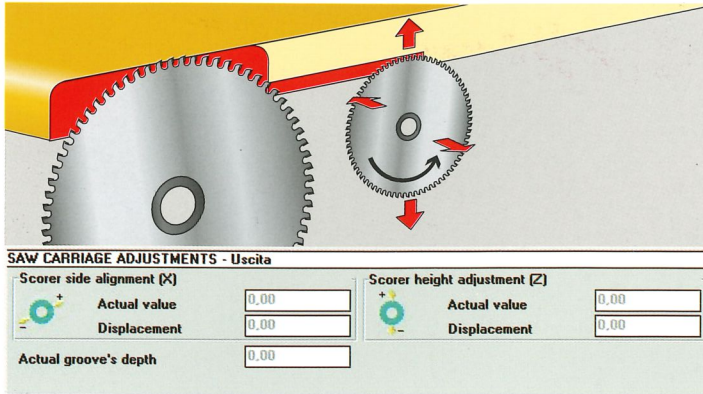 SAW CARRIAGE ADJUSTMENTS - Uscita
Scorer side alignment (X)
+
Actual value 0,00
-
Displacement 0,00
Scorer height adjustment (Z)
+
Actual value 0,00
-
Displacement 0,00
Actual groove's depth 0,00